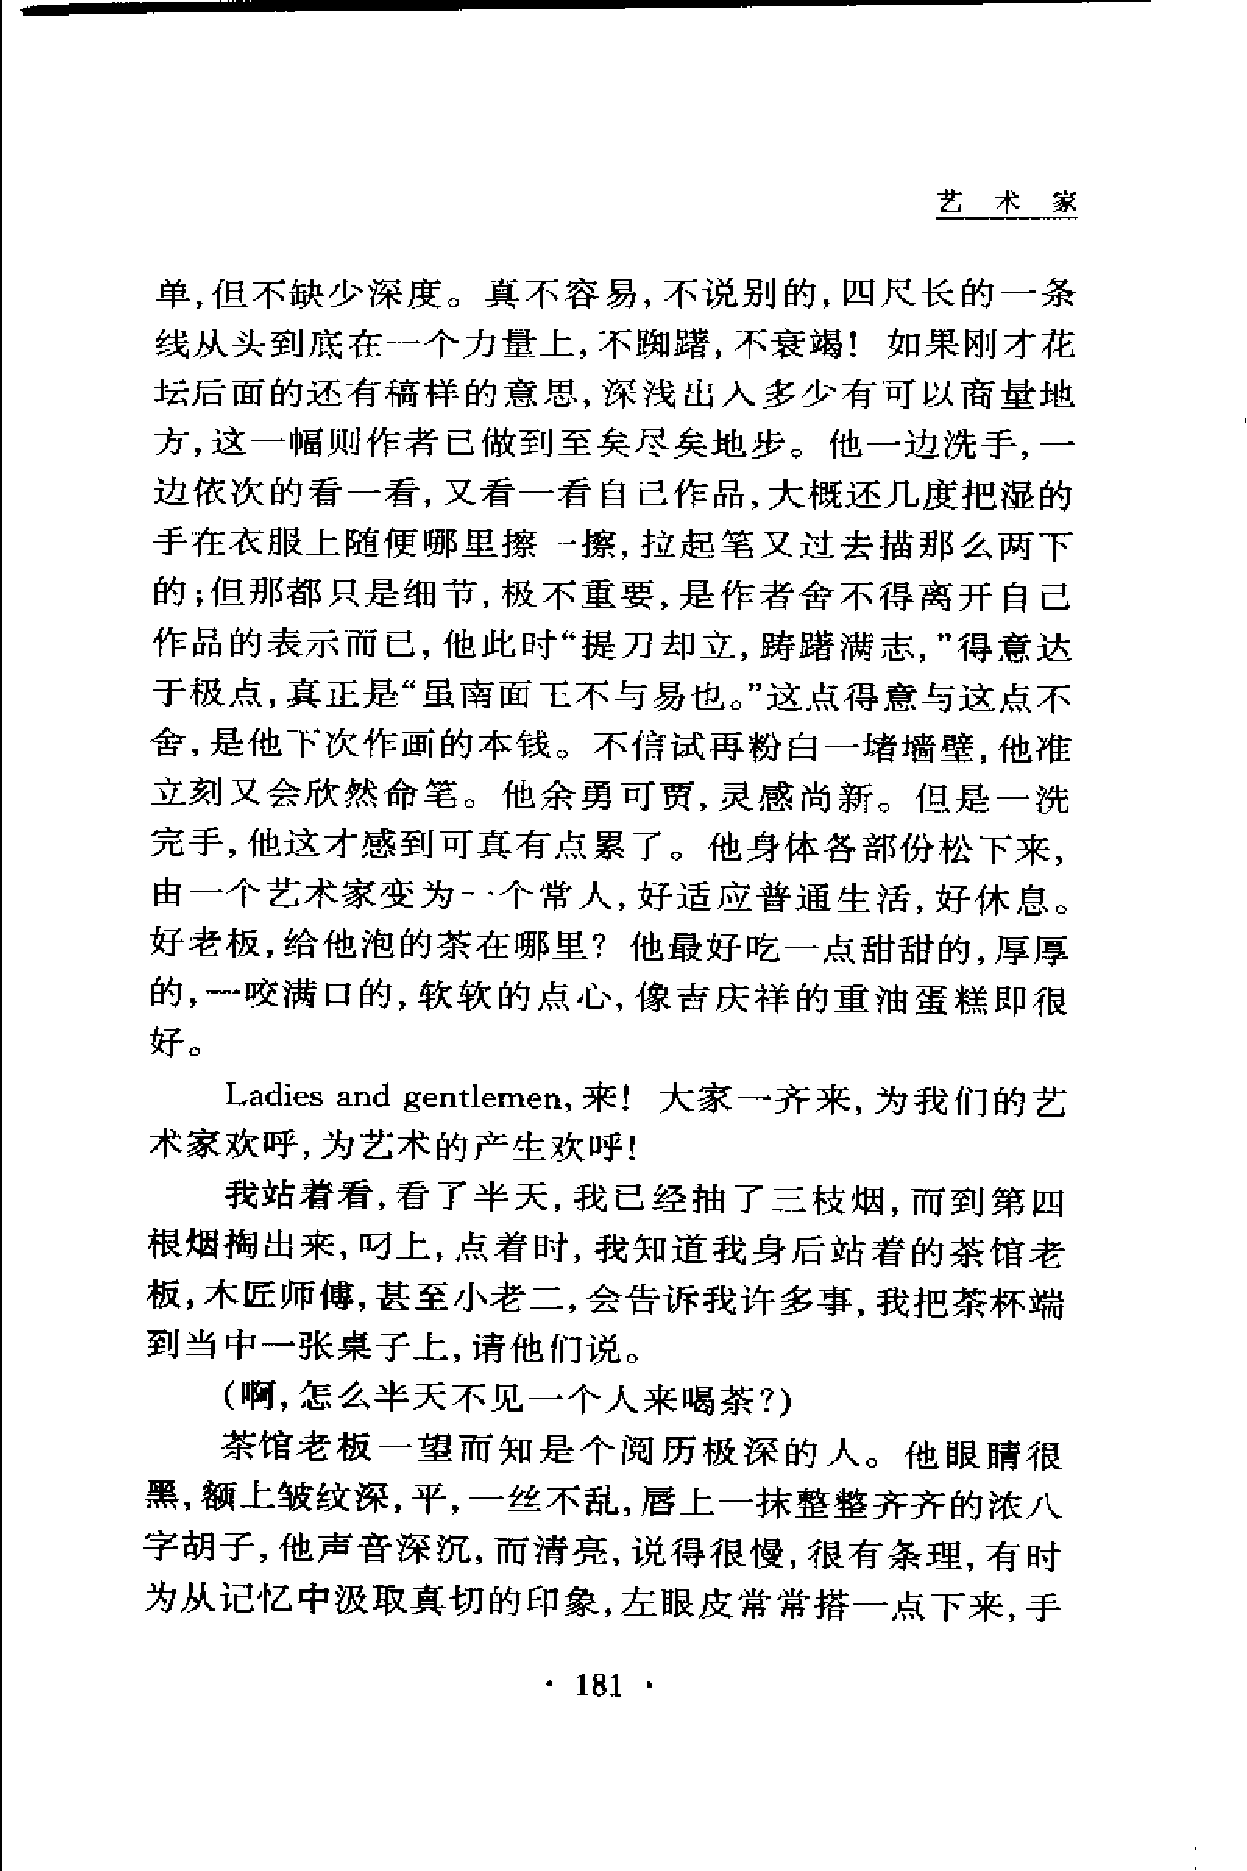 艺 术 家
单,但不缺少深度。真不容易,不说别的,四尺长的一条
线从头到底在一个力量上,不踟躇,不衰竭! 如果刚才花
坛后面的还有稿样的意思,深浅出入多少有可以商量地
方,这一幅则作者已做到至矣尽矣地步。他一边洗手,一
边依次的看一看,又看一看自己作品,大概还几度把湿的
手在衣服上随便哪里擦一擦,拉起笔又过去描那么两下
的;但那都只是细节,极不重要,是作者舍不得离开自己
作品的表示而已,他此时“提刀却立,踌躇满志,”得意达
于极点,真正是“虽南面王不与易也。”这点得意与这点不
舍,是他下次作画的本钱。不信试再粉白一堵墙壁,他准
立刻又会欣然命笔。他余勇可贾,灵感尚新。但是一洗
完手,他这才感到可真有点累了。他身体各部份松下来,
由一个艺术家变为一个常人,好适应普通生活,好休息。
好老板,给他泡的茶在哪里? 他最好吃一点甜甜的,厚厚
的,一咬满口的,软软的点心,像吉庆祥的重油蛋糕即很
好。
Ladies and gentlemen,来! 大家一齐来,为我们的艺
术家欢呼,为艺术的产生欢呼!
我站着看,看了半天,我已经抽了三枝烟,而到第四
根烟掏出来,叼上,点着时,我知道我身后站着的茶馆老
板,木匠师傅,甚至小老二,会告诉我许多事,我把茶杯端
到当中一张桌子上,请他们说。
(啊,怎么半天不见一个人来喝茶?)
茶馆老板一望而知是个阅历极深的人。他眼睛很
黑,额上皱纹深,平,一丝不乱,唇上一抹整整齐齐的浓八
字胡子,他声音深沉,而清亮,说得很慢,很有条理,有时
为从记忆中汲取真切的印象,左眼皮常常搭一点下来,手
· 181 ·